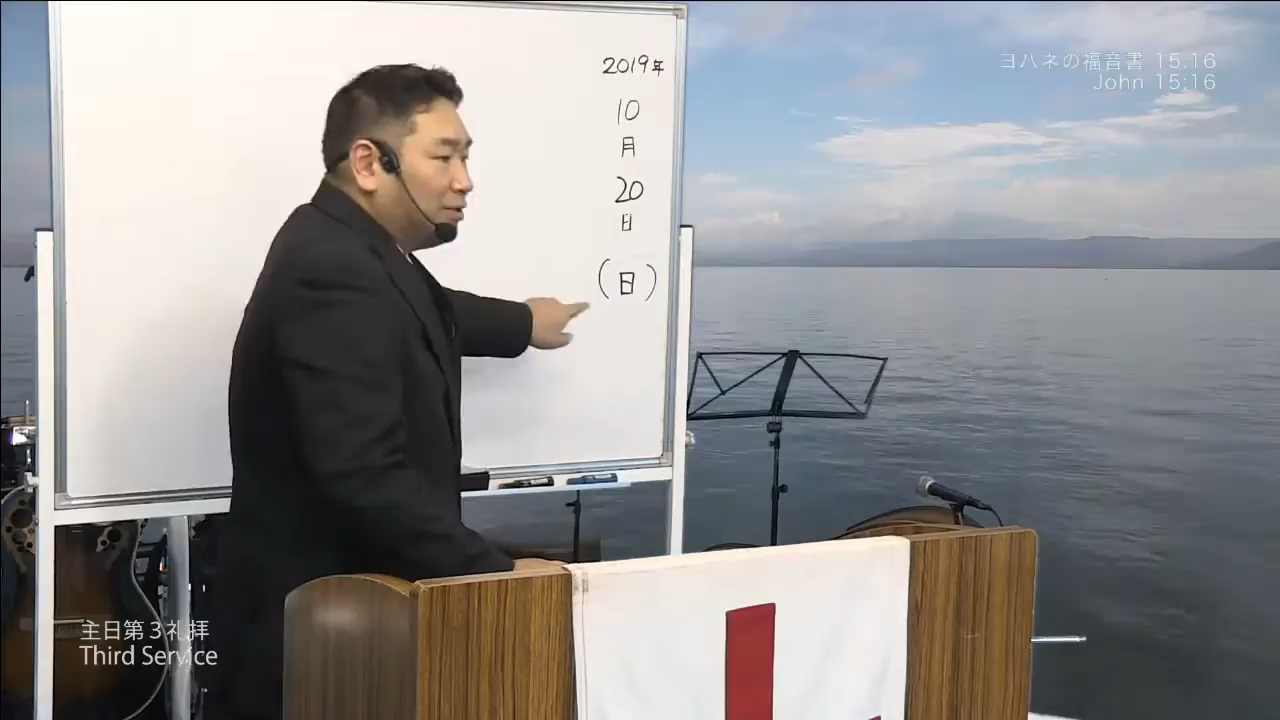 2019年
10
月
20
日
(日)
ヨハネの福音書 15:16
John 15:16
主日第3礼拝
Third Service